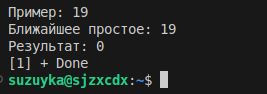 Пример: 19
Ближайшее простое: 19
Результат: 0
[1] + Done
suzuyka@sjzxcdx:~$